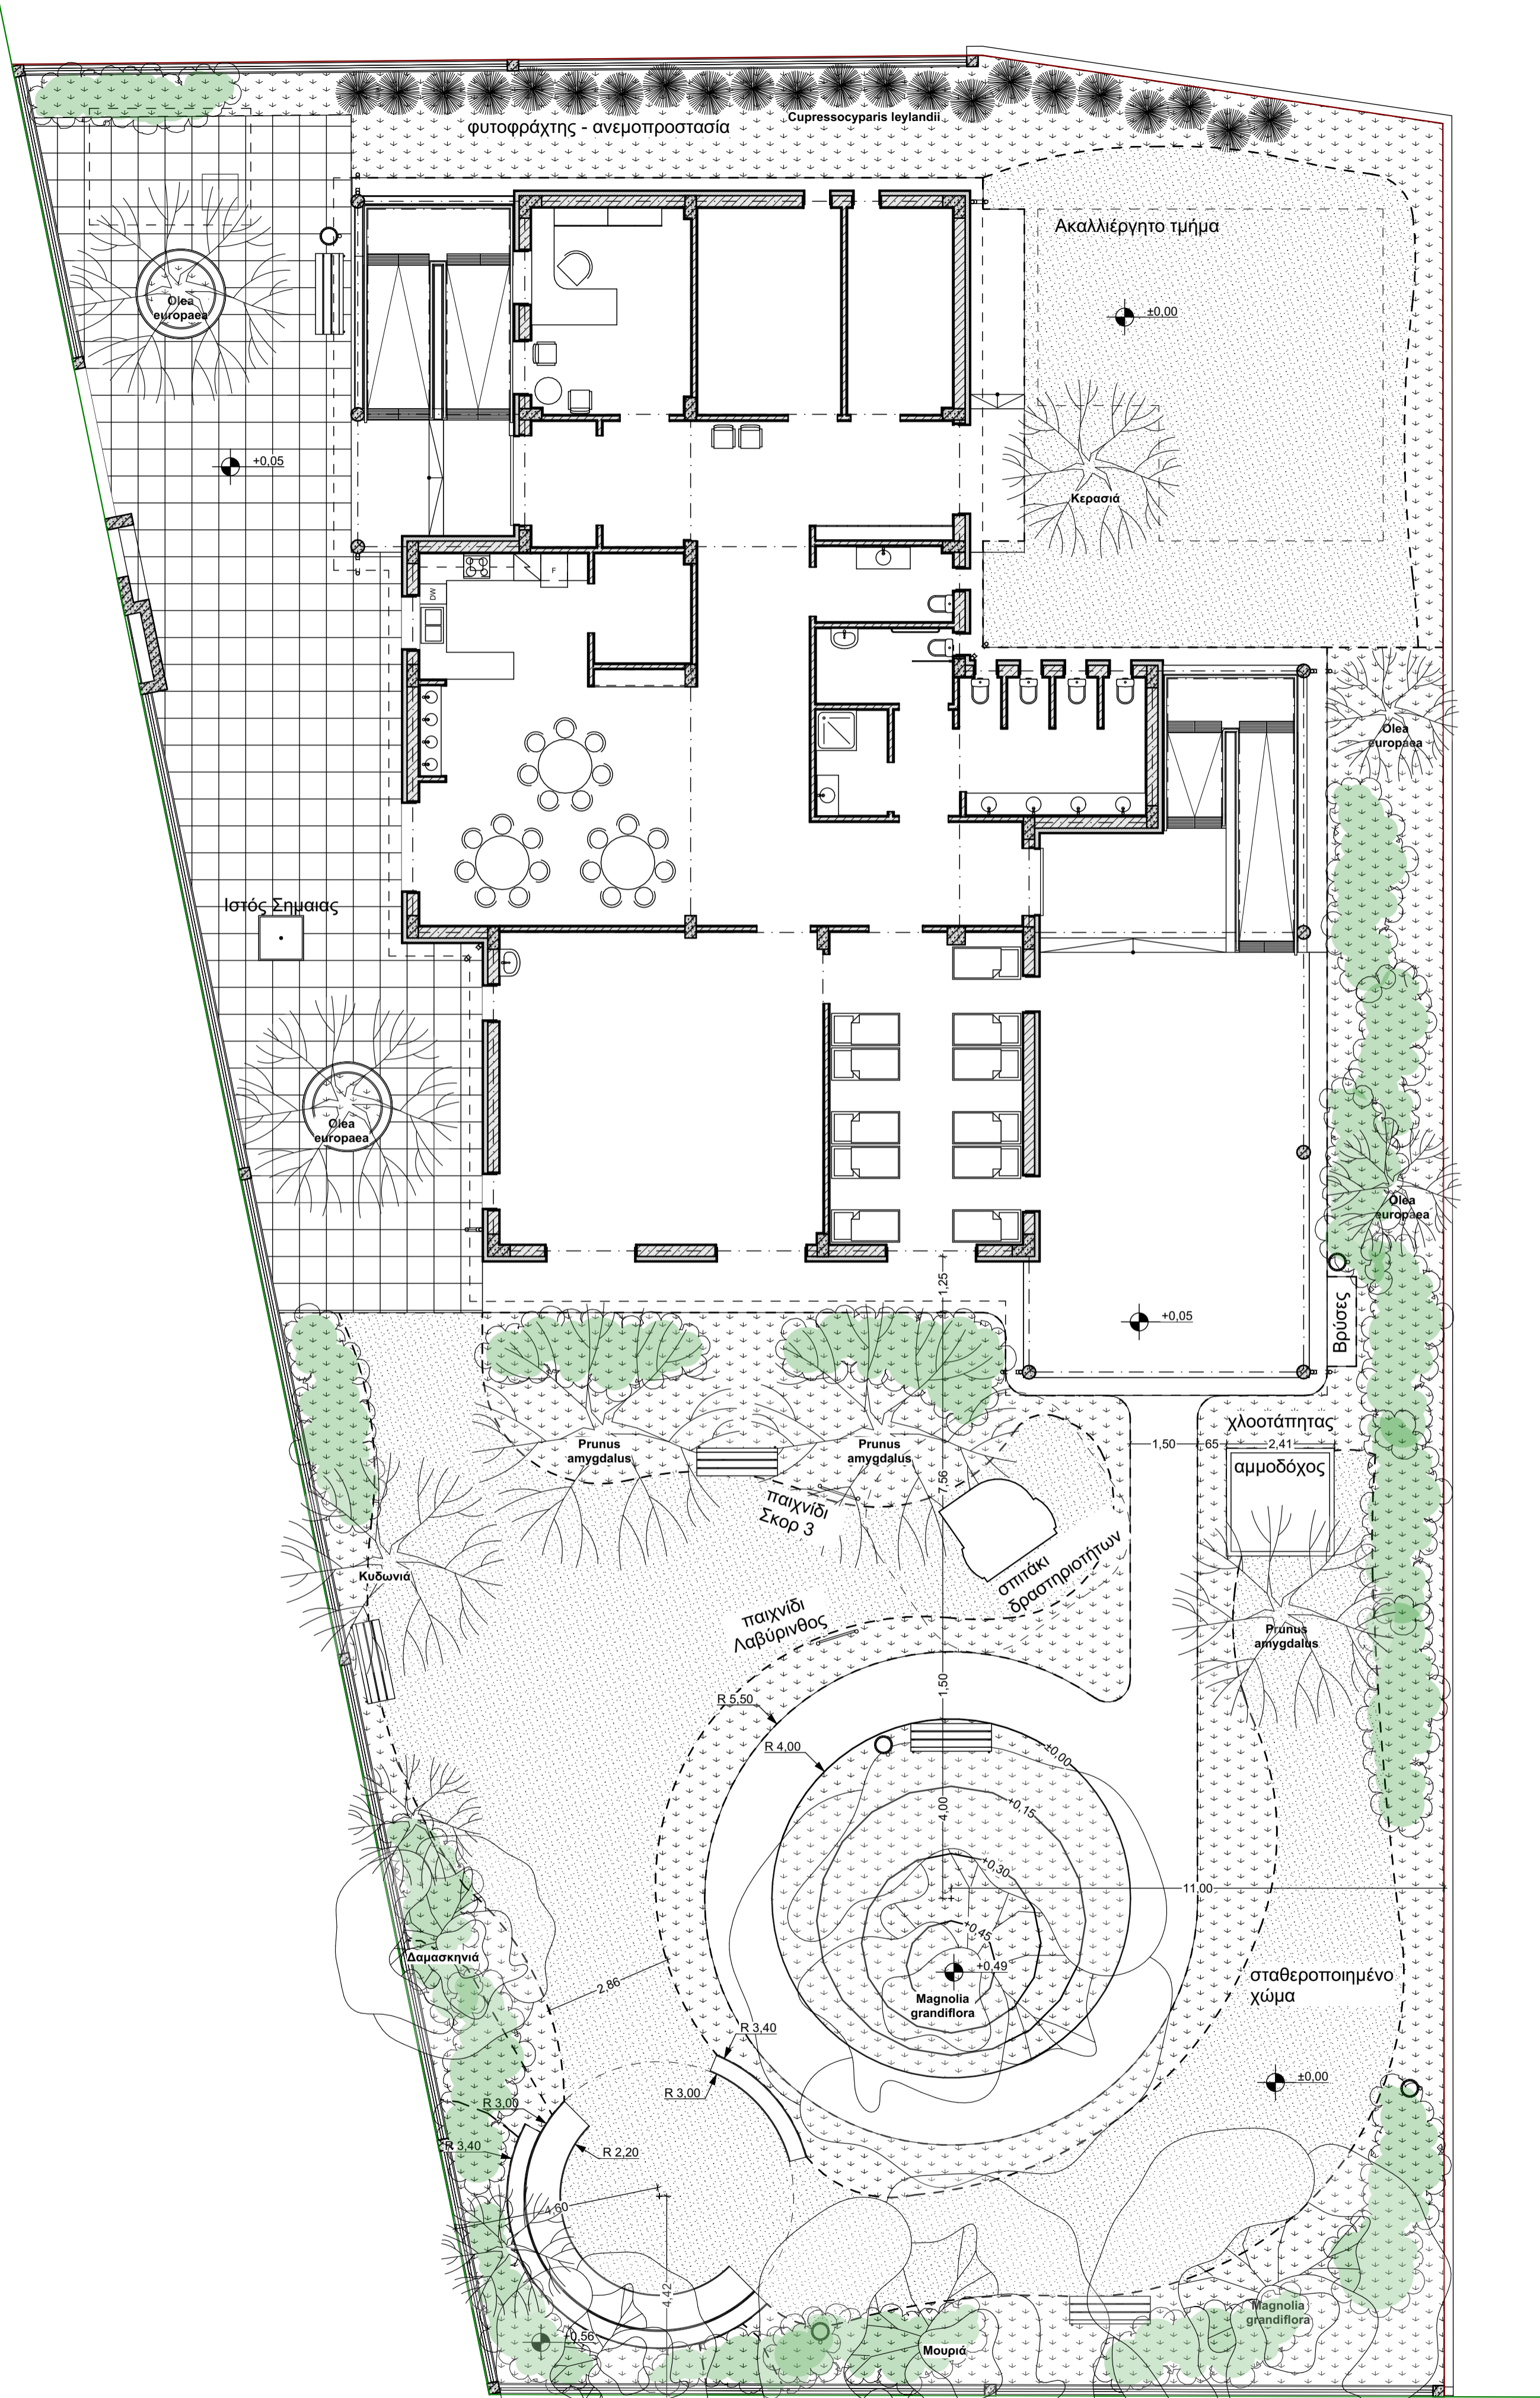 φυτοφράχτης - ανεμοπροστασία
Cupressocyparis leylandii
Ακαλλιέργητο τμήμα
±0,00
Olea
europaea
+0,05
Κερασιά
F
DW
Olea
europaea
Ιστός Σημαιας
Olea
europaea
Olea
europaea
1,25
+0,05
Βρύσες
χλοοτάπητας
1,50
65
2,41
Prunus
amygdalus
Prunus
amygdalus
αμμοδόχος
7,56
παιχνίδι
Σκορ 3
σπιτάκι
δραστηριοτήτων
Κυδωνιά
παιχνίδι
Λαβύρινθος
Prunus
amygdalus
1,50
R 5,50
R 4,00
±0,00
+0,15
4,00
+0,30
11,00
+0,45
+0,49
Δαμασκηνιά
2,86
σταθεροποιημένο
χώμα
Magnolia
grandiflora
R 3,40
R 3,00
±0,00
R 3,00
R 3,40
R 2,20
4,60
4,42
Magnolia
grandiflora
+0,56
Μουριά